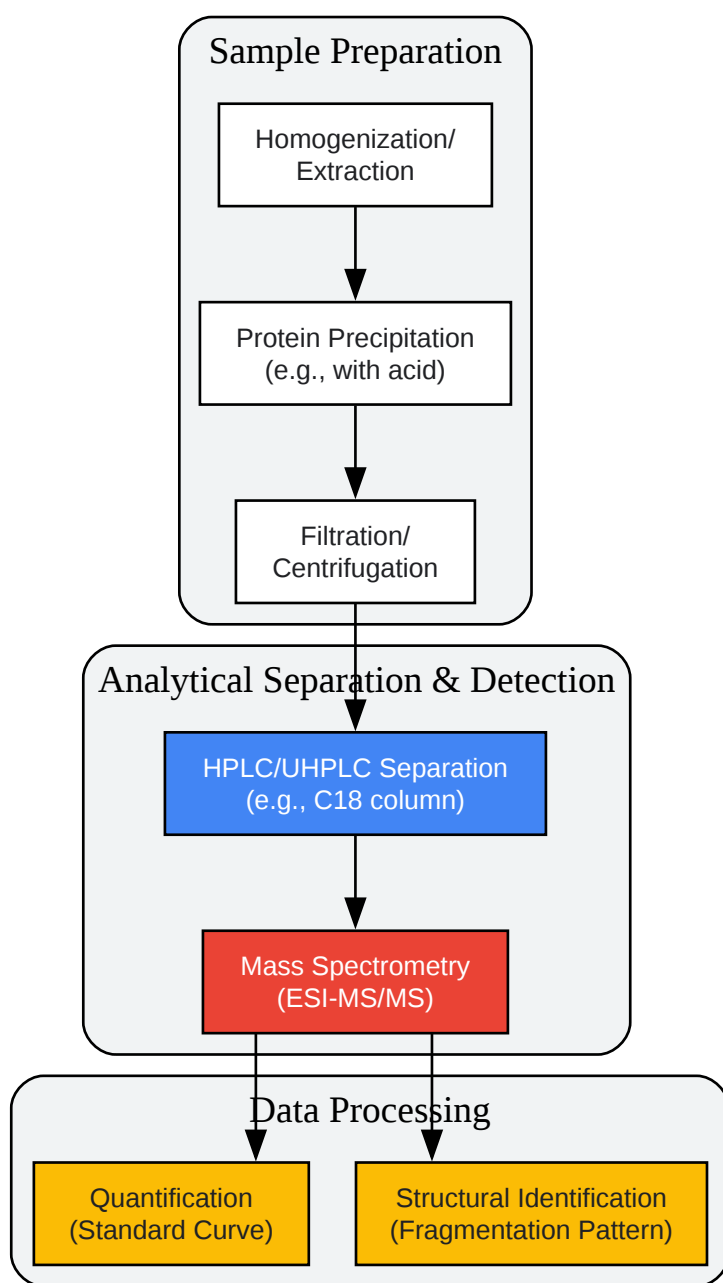 Sample Preparation
Homogenization/
Extraction
Protein Precipitation
(e.g., with acid)
Filtration/
Centrifugation
Analytical Separation & Detection
HPLC/UHPLC Separation
(e.g., C18 column)
Mass Spectrometry
(ESI-MS/MS)
Data Processing
Quantification
(Standard Curve)
Structural Identification
(Fragmentation Pattern)